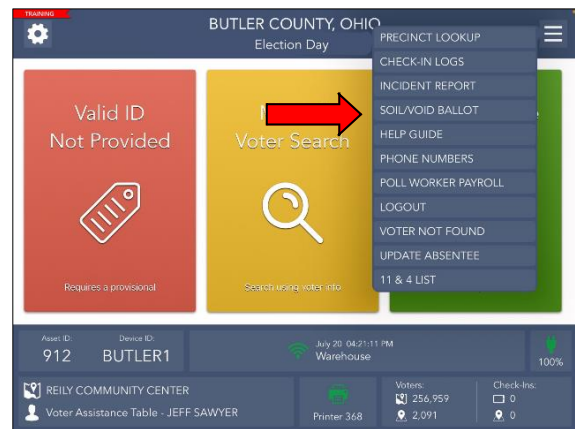 TRAINING
BUTLER COUNTY, OHIO
Election Day
PRECINCT LOOKUP
CHECK-IN LOGS
INCIDENT REPORT
SOIL/VOID BALLOT
HELP GUIDE
PHONE NUMBERS
POLL WORKER PAYROLL
LOGOUT
VOTER NOT FOUND
UPDATE ABSENTEE
11 & 4 LIST
Valid ID
Not Provided
Requires a provisional
Voter Search
Search using voter info
Asset ID:
912
Device ID:
BUTLER1
July 20 04:21:11 PM
Warehouse
100%
REILY COMMUNITY CENTER
Voter Assistance Table - JEFF SAWYER
Printer 368
Voters:
256,959
2,091
Check-Ins:
0
0